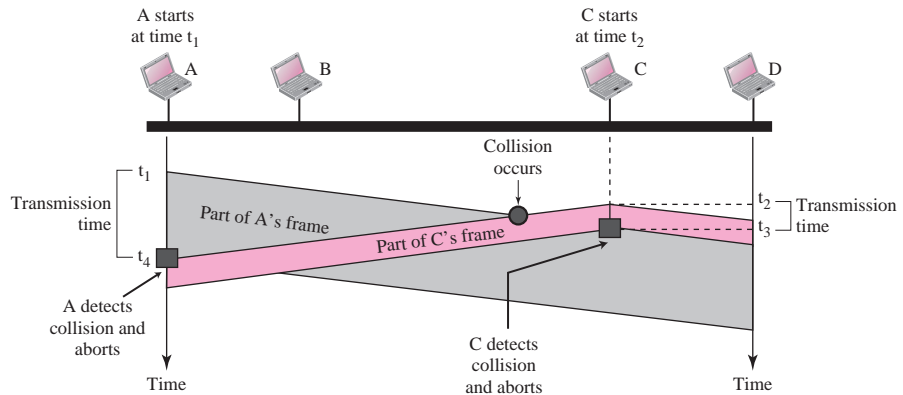 A starts
at time t1
C starts
at time t2
A
B
C
D
Collision
occurs
t1
Transmission
time
t4
Part of A's frame
Part of C's frame
t2
t3
Transmission
time
A detects
collision and
aborts
C detects
collision
and aborts
Time
Time